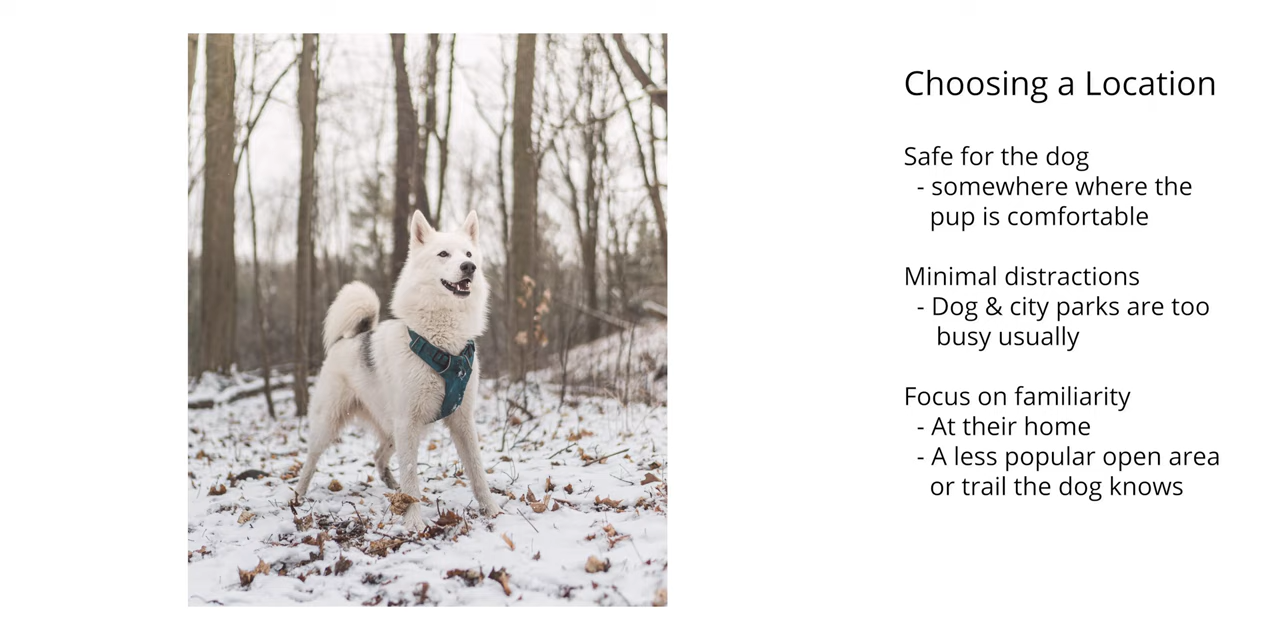 Choosing a Location
Safe for the dog
- somewhere where the
pup is comfortable
Minimal distractions
- Dog & city parks are too
busy usually
Focus on familiarity
- At their home
- A less popular open area
or trail the dog knows